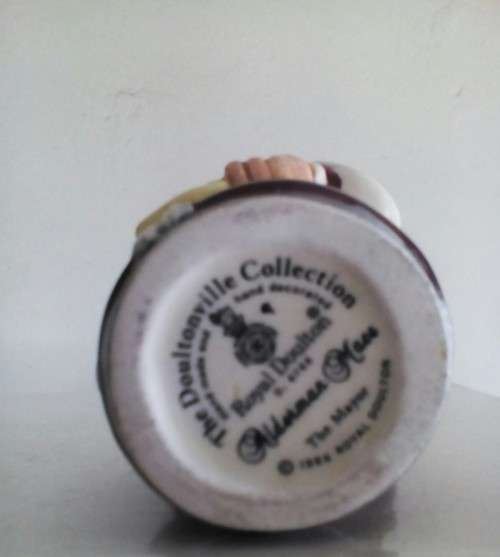 The Doultonville Collection
hand made and hand decorated
®
Royal Doulton
Alderman Mace
The Mayor
© ROYAL DOULTON